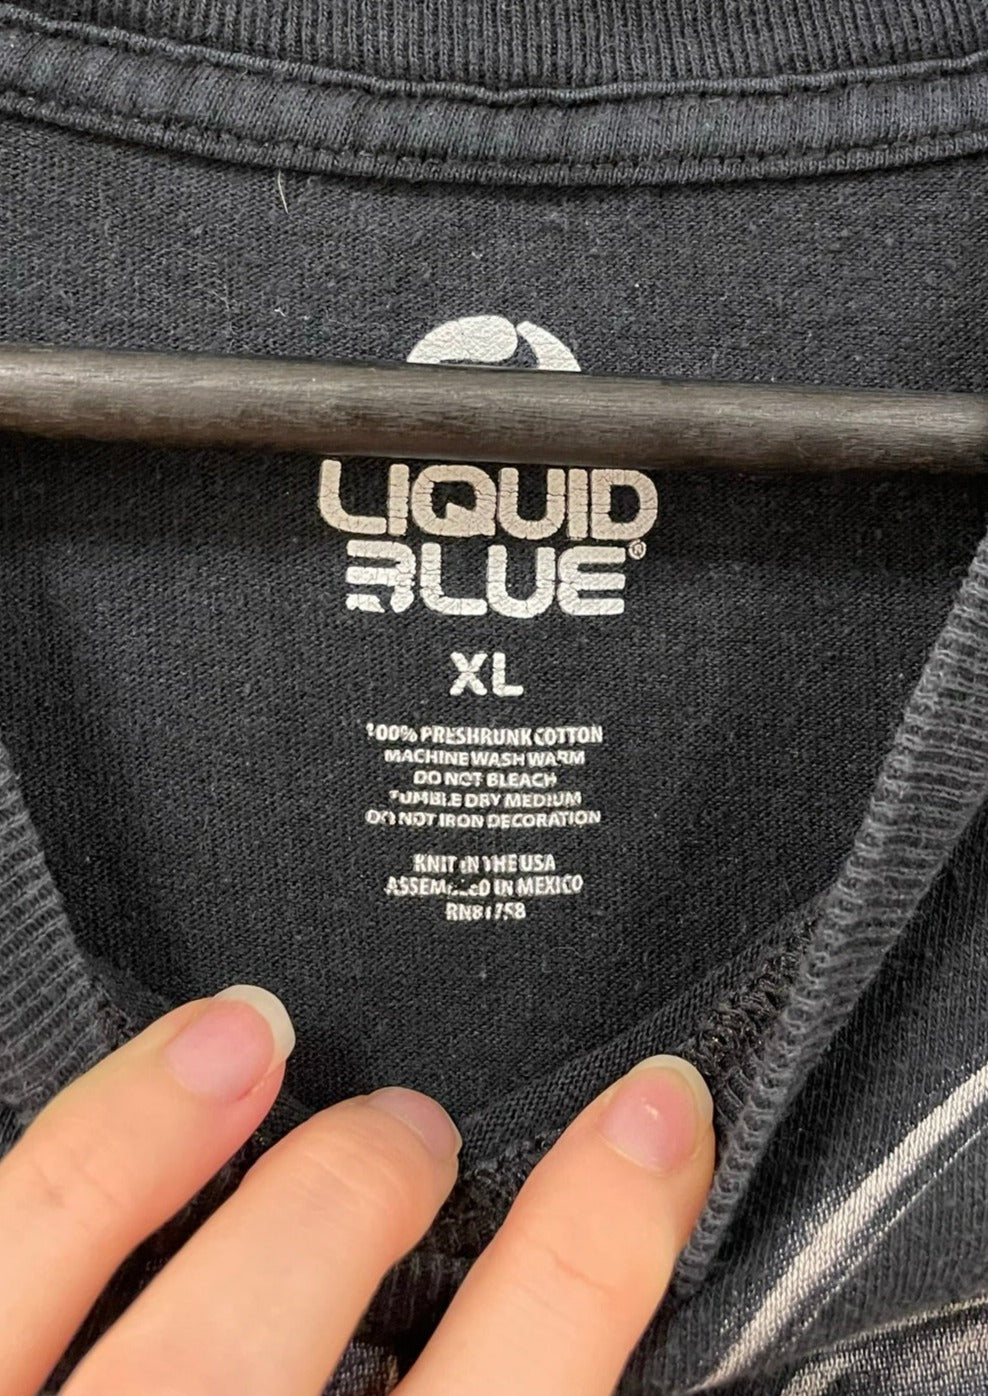 LIQUID
BLUE®
XL
100% PRESHRUNK COTTON
MACHINE WASH WARM
DO NOT BLEACH
TUMBLE DRY MEDIUM
DO NOT IRON DECORATION
KNIT IN THE USA
ASSEMBLED IN MEXICO
RN81758